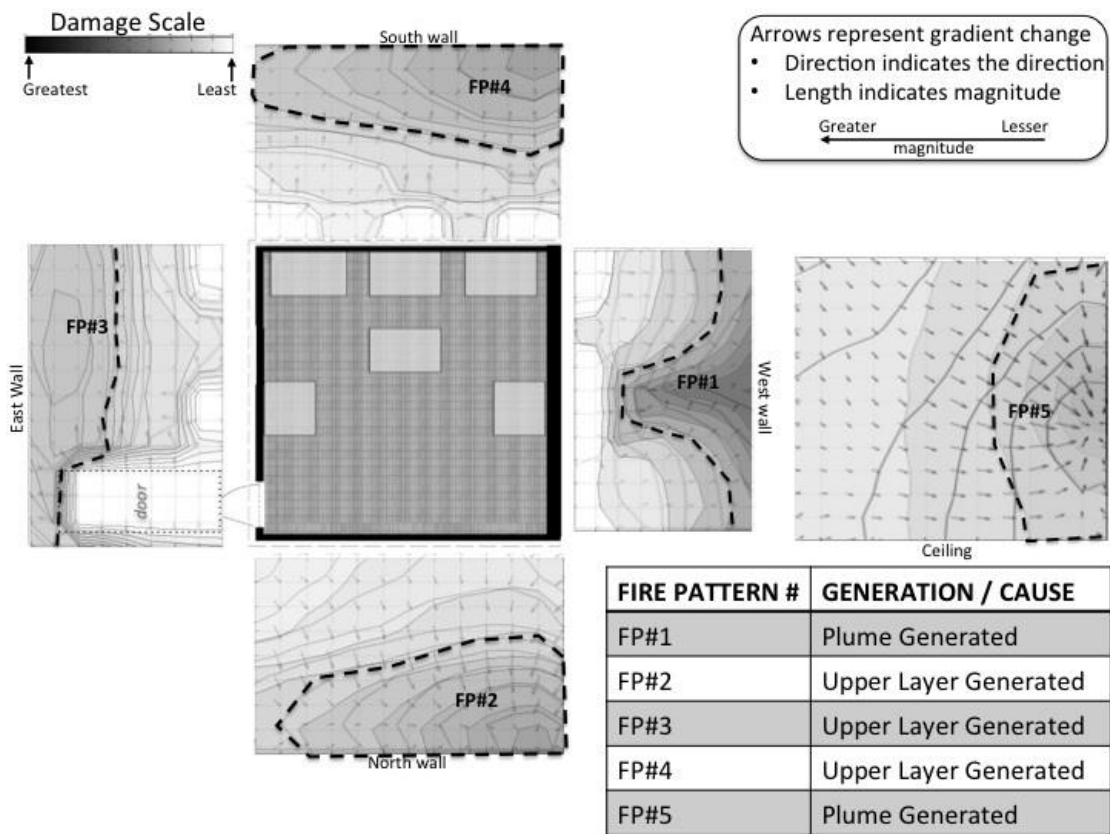 Damage Scale
Greatest
Least
South wall
FP#4
Arrows represent gradient change
• Direction indicates the direction
• Length indicates magnitude
Greater
Lesser
magnitude
East Wall
FP#3
door
FP#1
West wall
FP#5
Ceiling
FP#2
North wall
FIRE PATTERN # GENERATION / CAUSE
FP#1 Plume Generated
FP#2 Upper Layer Generated
FP#3 Upper Layer Generated
FP#4 Upper Layer Generated
FP#5 Plume Generated